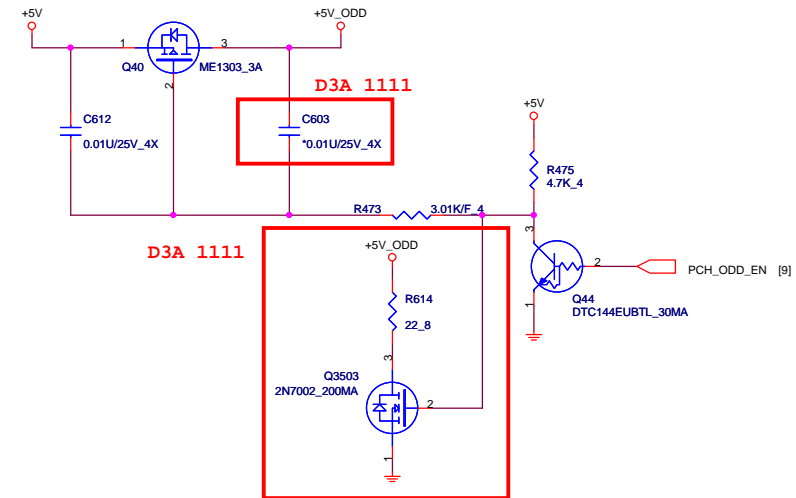 +5V
+5V_ODD
1
3
Q40
ME1303_3A
2
D3A 1111
+5V
C612
0.01U/25V_4X
C603
*0.01U/25V_4X
R475
4.7K_4
R473
3.01K/F_4
3
D3A 1111
+5V_ODD
2
PCH_ODD_EN [9]
R614
22_8
1
Q44
DTC144EUBTL_30MA
3
Q3503
2N7002_200MA
2
1